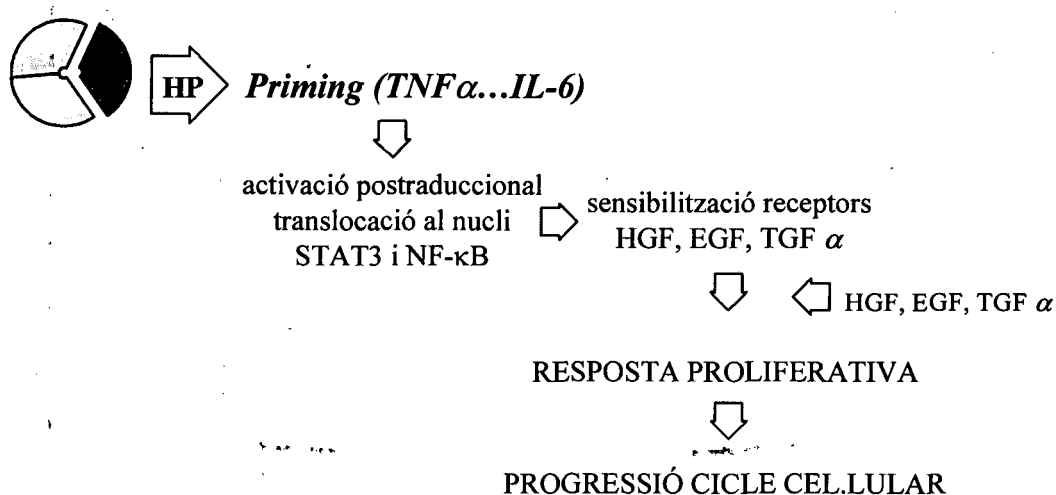 HP
Priming (TNFα...IL-6)
activació postraduccional
translocació al nucli
STAT3 i NF-κB
sensibilització receptors
HGF, EGF, TGF α
HGF, EGF, TGF α
RESPOSTA PROLIFERATIVA
PROGRESSIÓ CICLE CEL.LULAR